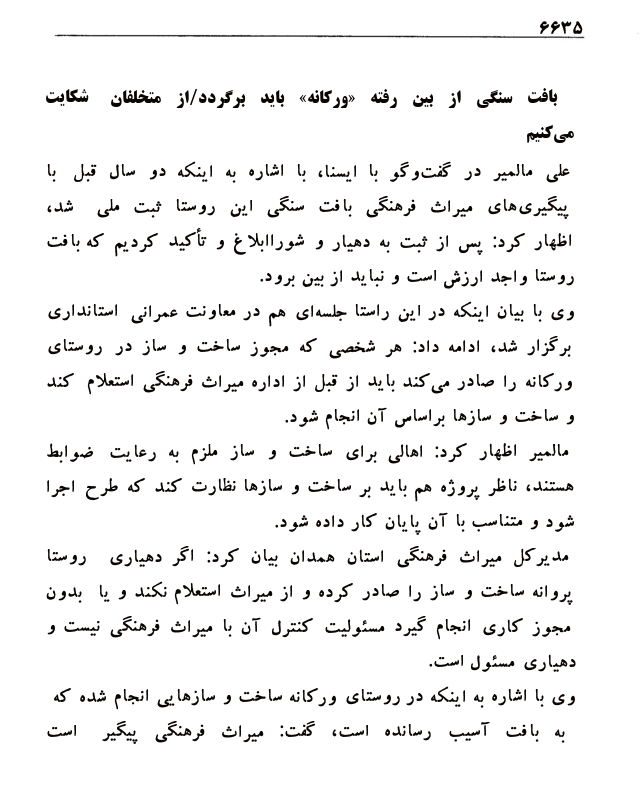 ۶۶۳۵
بافت سنگی از بین رفته «ورکانه» باید برگردد/از متخلفان شکایت
می‌کنیم
علی مالمیر در گفت‌وگو با ایسنا، با اشاره به اینکه دو سال قبل با
پیگیری‌های میراث فرهنگی بافت سنگی این روستا ثبت ملی شد،
اظهار کرد: پس از ثبت به دهیار و شوراابلاغ و تأکید کردیم که بافت
روستا واجد ارزش است و نباید از بین برود.
وی با بیان اینکه در این راستا جلسه‌ای هم در معاونت عمرانی استانداری
برگزار شد، ادامه داد: هر شخصی که مجوز ساخت و ساز در روستای
ورکانه را صادر می‌کند باید از قبل از اداره میراث فرهنگی استعلام کند
و ساخت و سازها براساس آن انجام شود.
مالمیر اظهار کرد: اهالی برای ساخت و ساز ملزم به رعایت ضوابط
هستند، ناظر پروژه هم باید بر ساخت و سازها نظارت کند که طرح اجرا
شود و متناسب با آن پایان کار داده شود.
مدیرکل میراث فرهنگی استان همدان بیان کرد: اگر دهیاری روستا
پروانه ساخت و ساز را صادر کرده و از میراث استعلام نکند و یا بدون
مجوز کاری انجام گیرد مسئولیت کنترل آن با میراث فرهنگی نیست و
دهیاری مسئول است.
وی با اشاره به اینکه در روستای ورکانه ساخت و سازهایی انجام شده که
به بافت آسیب رسانده است، گفت: میراث فرهنگی پیگیر است